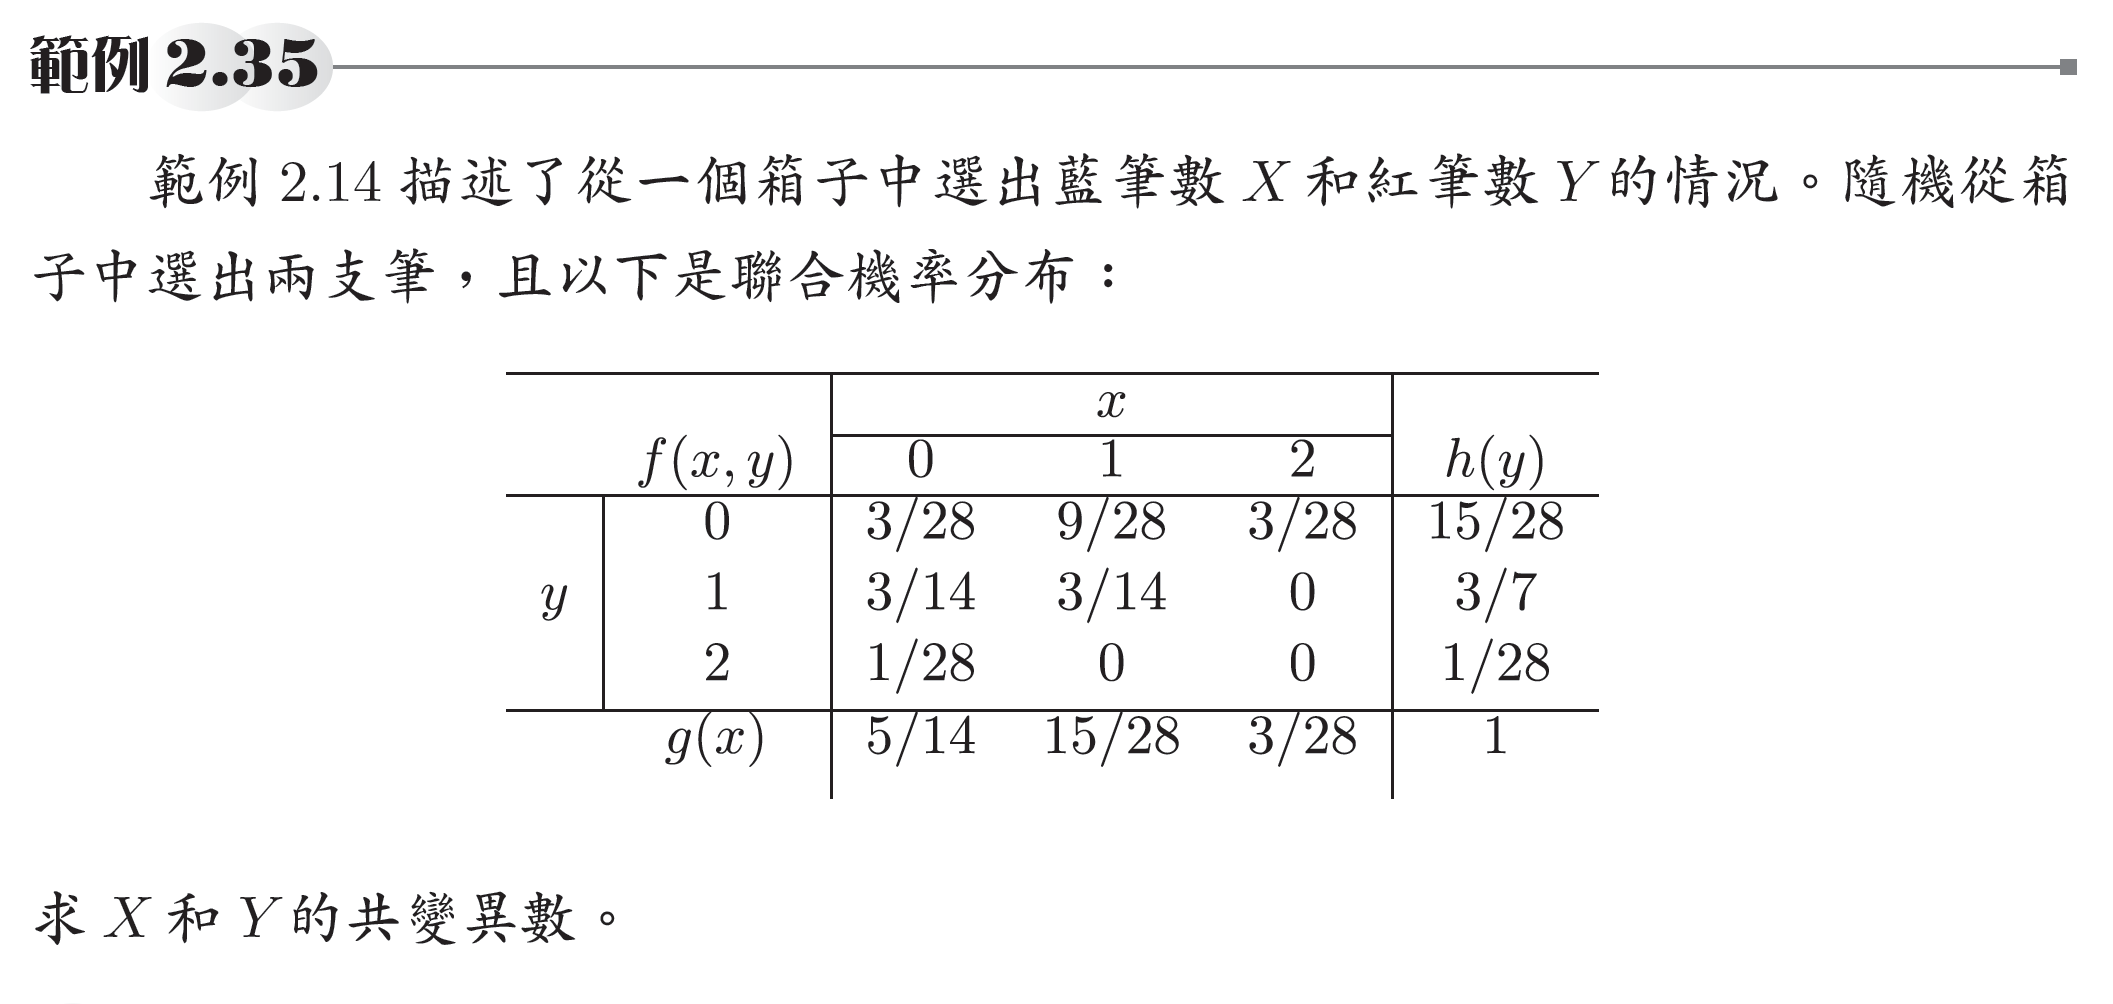 範例 2.35
範例 2.14 描述了從一個箱子中選出藍筆數 X 和紅筆數 Y 的情況。隨機從箱
子中選出兩支筆，且以下是聯合機率分布：
x
f(x, y) 0 1 2 h(y)
0 3/28 9/28 3/28 15/28
y 1 3/14 3/14 0 3/7
2 1/28 0 0 1/28
g(x) 5/14 15/28 3/28 1
求 X 和 Y 的共變異數。